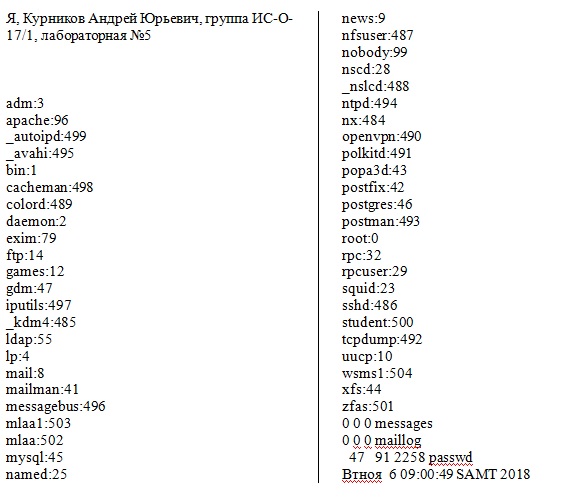 Я, Курников Андрей Юрьевич, группа ИС-О-
17/1, лабораторная №5
adm:3
apache:96
_autoipd:499
_avahi:495
bin:1
cacheman:498
colord:489
daemon:2
exim:79
ftp:14
games:12
gdm:47
iputils:497
_kdm4:485
ldap:55
lp:4
mail:8
mailman:41
messagebus:496
mlaa1:503
mlaa:502
mysql:45
named:25
news:9
nfsuser:487
nobody:99
nscd:28
_nslcd:488
ntpd:494
nx:484
openvpn:490
polkitd:491
popa3d:43
postfix:42
postgres:46
postman:493
root:0
rpc:32
rpcuser:29
squid:23
sshd:486
student:500
tcpdump:492
uucp:10
wsms1:504
xfs:44
zfas:501
0 0 0 messages
0 0 0 maillog
47 91 2258 passwd
Втноя 6 09:00:49 SAMT 2018